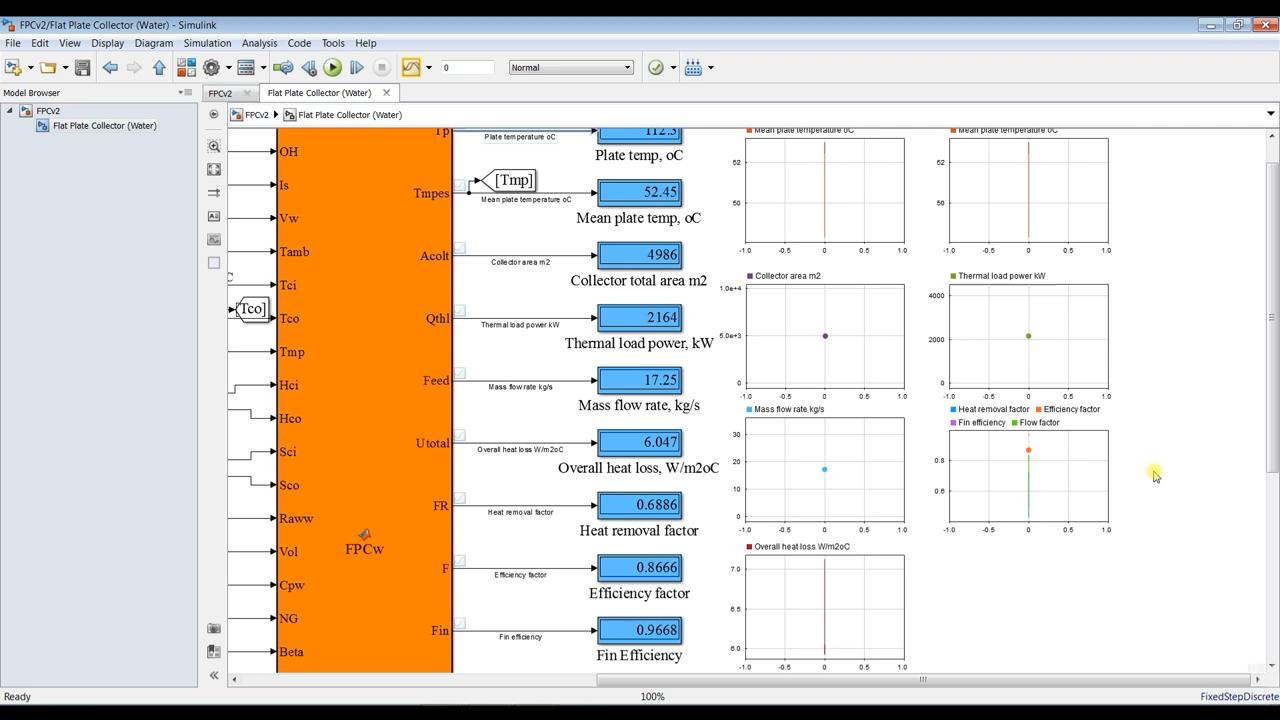 FPCv2/Flat Plate Collector (Water) - Simulink
File Edit View Display Diagram Simulation Analysis Code Tools Help
0
Normal
Model Browser
FPCv2
Flat Plate Collector (Water)
FPCv2
Flat Plate Collector (Water)
FPCv2 Flat Plate Collector (Water)
OH
Is
Vw
Tamb
Tci
Tco
Tmp
Hci
Hco
Sci
Sco
Raww
Vol
Cpw
NG
Beta
C
[Tco]
FPCw
Tp
Tmpes
Acolt
Qthl
Feed
Utotal
FR
F
Fin
Plate temperature oC
112.3
Plate temp, oC
[Tmp]
Mean plate temperature oC
52.45
Mean plate temp, oC
Collector area m2
4986
Collector total area m2
Thermal load power kW
2164
Thermal load power, kW
Mass flow rate kg/s
17.25
Mass flow rate, kg/s
Overall heat loss W/m2oC
6.047
Overall heat loss, W/m2oC
Heat removal factor
0.6886
Heat removal factor
Efficiency factor
0.8666
Efficiency factor
Fin efficiency
0.9668
Fin Efficiency
Mean plate temperature oC
52
50
-1.0 -0.5 0 0.5 1.0
Mean plate temperature oC
52
50
-1.0 -0.5 0 0.5 1.0
Collector area m2
1.0e+4
5.0e+3
0
-1.0 -0.5 0 0.5 1.0
Thermal load power kW
4000
2000
0
-1.0 -0.5 0 0.5 1.0
Mass flow rate kg/s
30
20
10
0
-1.0 -0.5 0 0.5 1.0
Heat removal factor Efficiency factor
Fin efficiency Flow factor
0.8
0.6
-1.0 -0.5 0 0.5 1.0
Overall heat loss W/m2oC
7.0
6.5
6.0
-1.0 -0.5 0 0.5 1.0
Ready
100%
FixedStepDiscrete